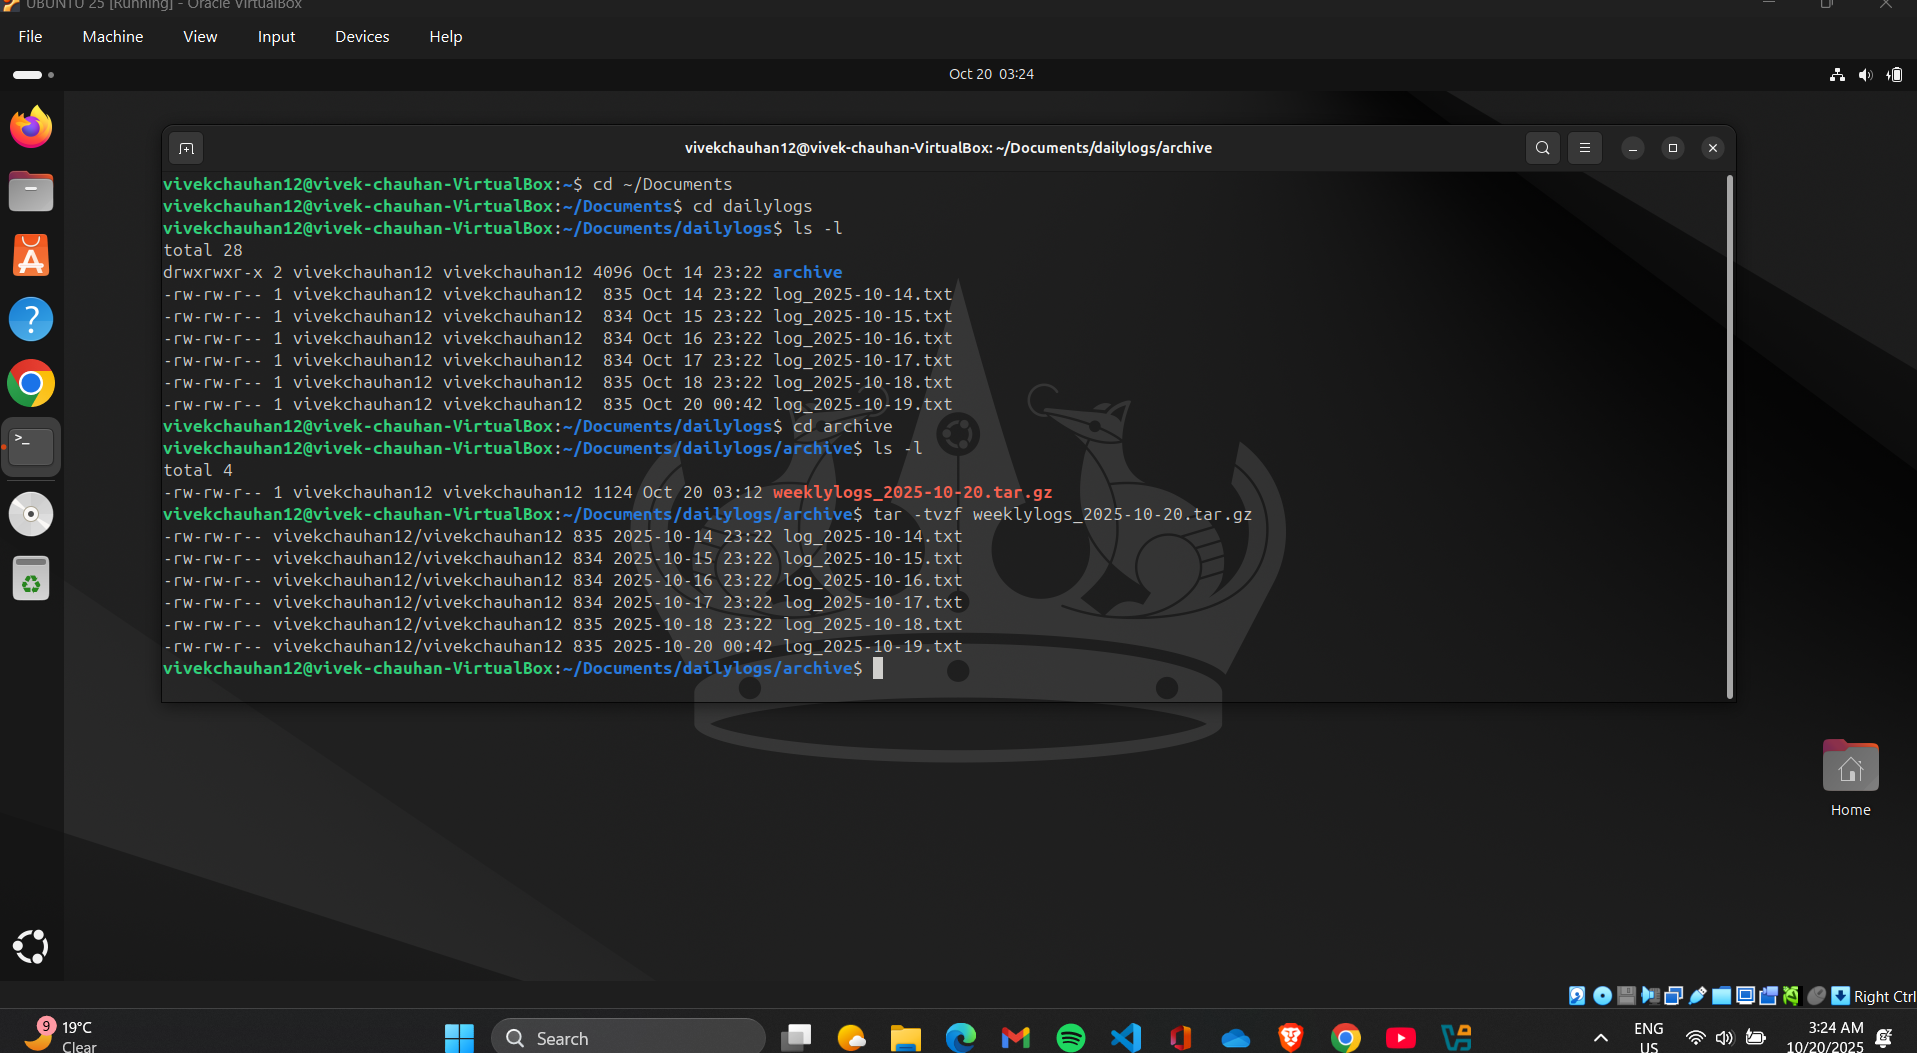 UBUNTU 25 [Running] - Oracle VirtualBox
File Machine View Input Devices Help
Oct 20 03:24
vivekchauhan12@vivek-chauhan-VirtualBox: ~/Documents/dailylogs/archive
vivekchauhan12@vivek-chauhan-VirtualBox:~$ cd ~/Documents
vivekchauhan12@vivek-chauhan-VirtualBox:~/Documents$ cd dailylogs
vivekchauhan12@vivek-chauhan-VirtualBox:~/Documents/dailylogs$ ls -l
total 28
drwxrwxr-x 2 vivekchauhan12 vivekchauhan12 4096 Oct 14 23:22 archive
-rw-rw-r-- 1 vivekchauhan12 vivekchauhan12  835 Oct 14 23:22 log_2025-10-14.txt
-rw-rw-r-- 1 vivekchauhan12 vivekchauhan12  834 Oct 15 23:22 log_2025-10-15.txt
-rw-rw-r-- 1 vivekchauhan12 vivekchauhan12  834 Oct 16 23:22 log_2025-10-16.txt
-rw-rw-r-- 1 vivekchauhan12 vivekchauhan12  834 Oct 17 23:22 log_2025-10-17.txt
-rw-rw-r-- 1 vivekchauhan12 vivekchauhan12  835 Oct 18 23:22 log_2025-10-18.txt
-rw-rw-r-- 1 vivekchauhan12 vivekchauhan12  835 Oct 20 00:42 log_2025-10-19.txt
vivekchauhan12@vivek-chauhan-VirtualBox:~/Documents/dailylogs$ cd archive
vivekchauhan12@vivek-chauhan-VirtualBox:~/Documents/dailylogs/archive$ ls -l
total 4
-rw-rw-r-- 1 vivekchauhan12 vivekchauhan12 1124 Oct 20 03:12 weeklylogs_2025-10-20.tar.gz
vivekchauhan12@vivek-chauhan-VirtualBox:~/Documents/dailylogs/archive$ tar -tvzf weeklylogs_2025-10-20.tar.gz
-rw-rw-r-- vivekchauhan12/vivekchauhan12 835 2025-10-14 23:22 log_2025-10-14.txt
-rw-rw-r-- vivekchauhan12/vivekchauhan12 834 2025-10-15 23:22 log_2025-10-15.txt
-rw-rw-r-- vivekchauhan12/vivekchauhan12 834 2025-10-16 23:22 log_2025-10-16.txt
-rw-rw-r-- vivekchauhan12/vivekchauhan12 834 2025-10-17 23:22 log_2025-10-17.txt
-rw-rw-r-- vivekchauhan12/vivekchauhan12 835 2025-10-18 23:22 log_2025-10-18.txt
-rw-rw-r-- vivekchauhan12/vivekchauhan12 835 2025-10-20 00:42 log_2025-10-19.txt
vivekchauhan12@vivek-chauhan-VirtualBox:~/Documents/dailylogs/archive$
Home
Right Ctrl
9
19°C
Clear
Search
ENG
US
3:24 AM
10/20/2025